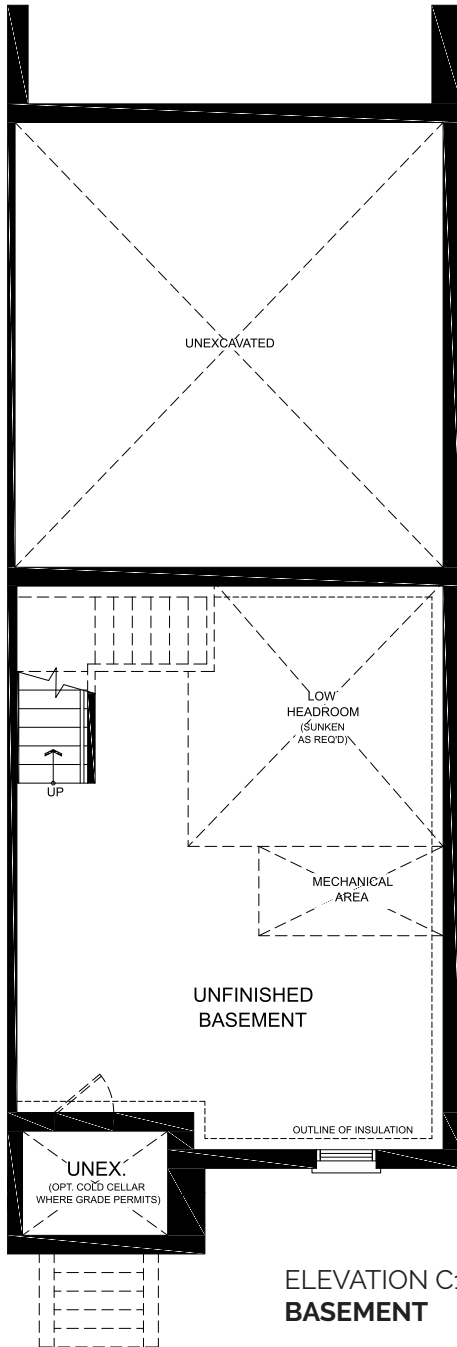 UNEXCAVATED
LOW
HEADROOM
(SUNKEN
AS REQ'D)
UP
MECHANICAL
AREA
UNFINISHED
BASEMENT
OUTLINE OF INSULATION
UNEX.
(OPT. COLD CELLAR
WHERE GRADE PERMITS)
ELEVATION C1
BASEMENT